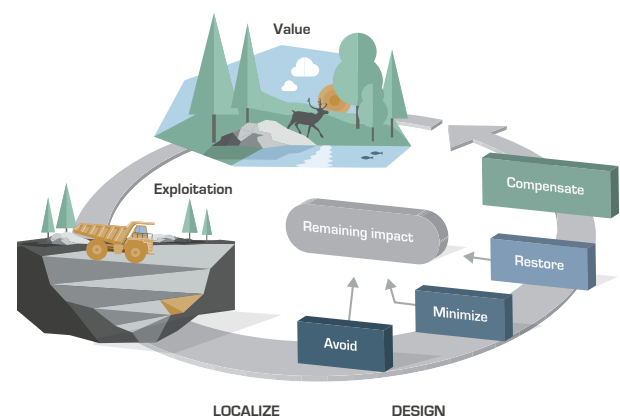 Value
Exploitation
Compensate
Remaining impact
Restore
Minimize
Avoid
LOCALIZE
DESIGN